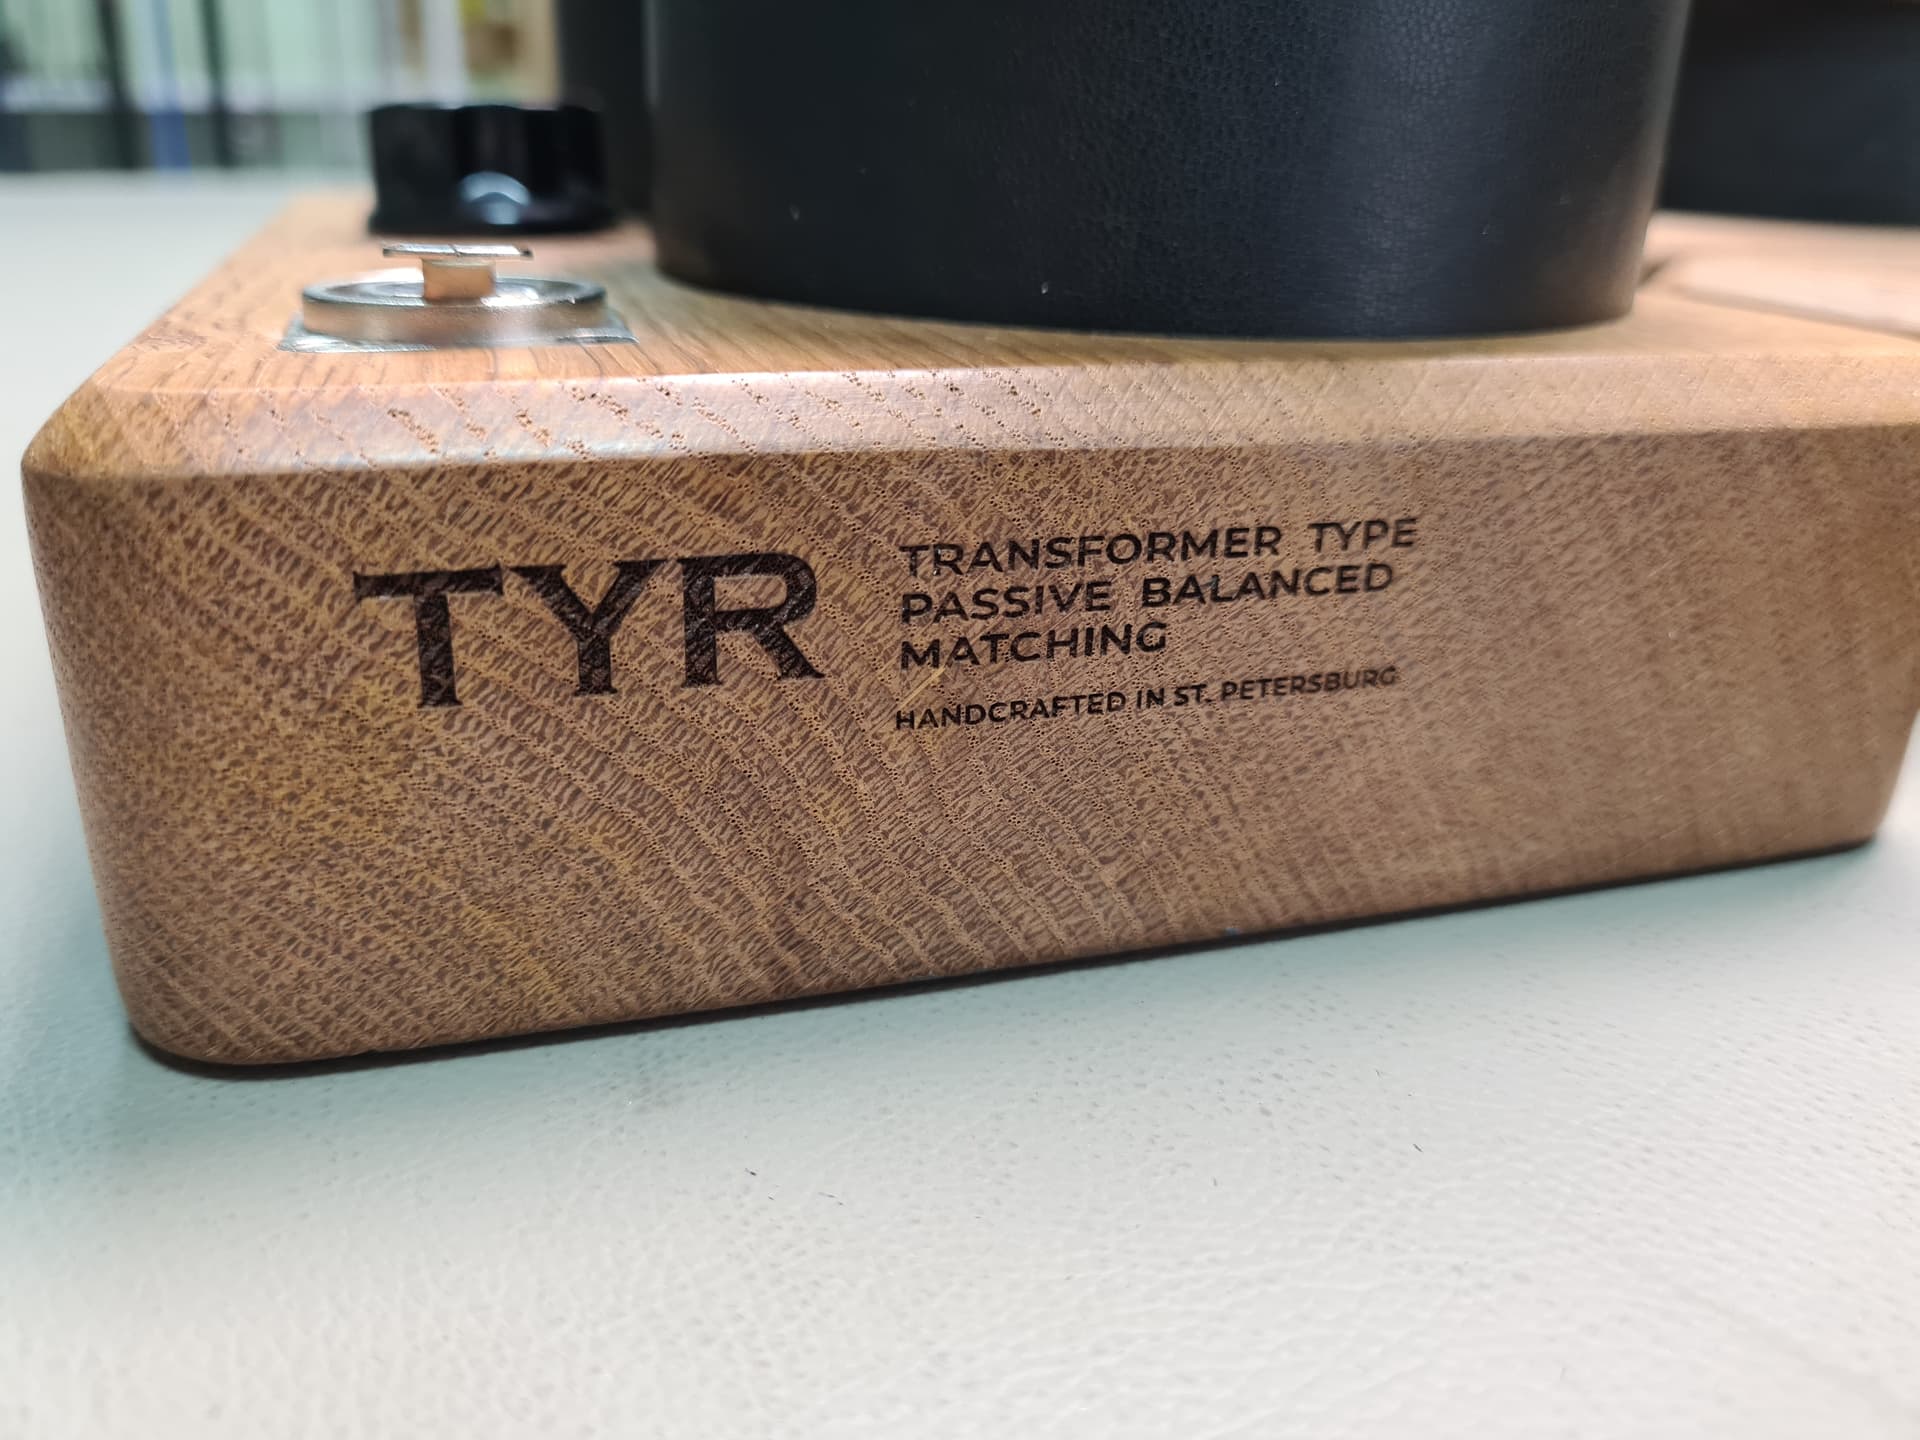 TYR
TRANSFORMER TYPE
PASSIVE BALANCED
MATCHING
HANDCRAFTED IN ST. PETERSBURG